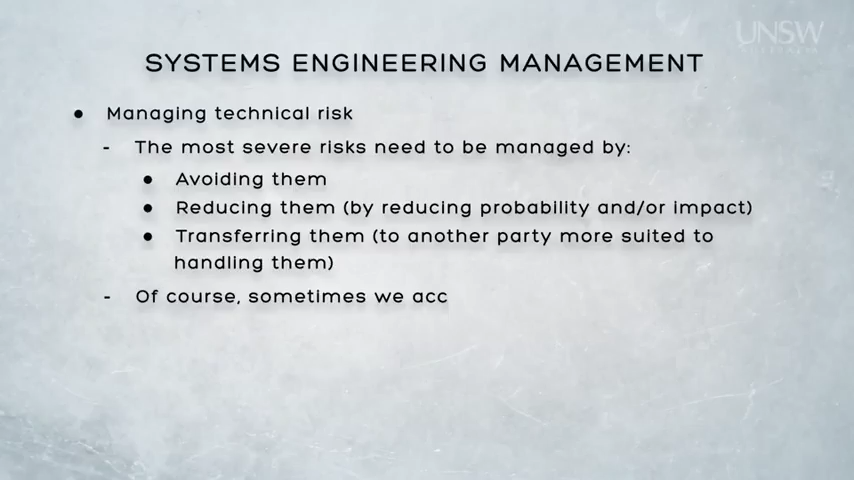 UNSW
AUSTRALIA
SYSTEMS ENGINEERING MANAGEMENT
● Managing technical risk
- The most severe risks need to be managed by:
● Avoiding them
● Reducing them (by reducing probability and/or impact)
● Transferring them (to another party more suited to
handling them)
- Of course, sometimes we acc